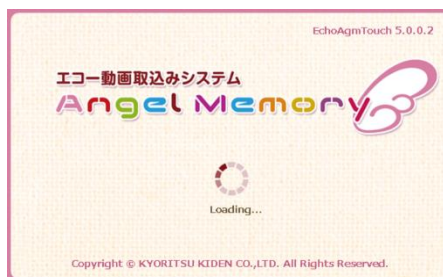 EchoAgmTouch 5.0.0.2
エコー動画取込みシステム
Angel Memory
Loading...
Copyright © KYORITSU KIDEN CO.,LTD. All Rights Reserved.